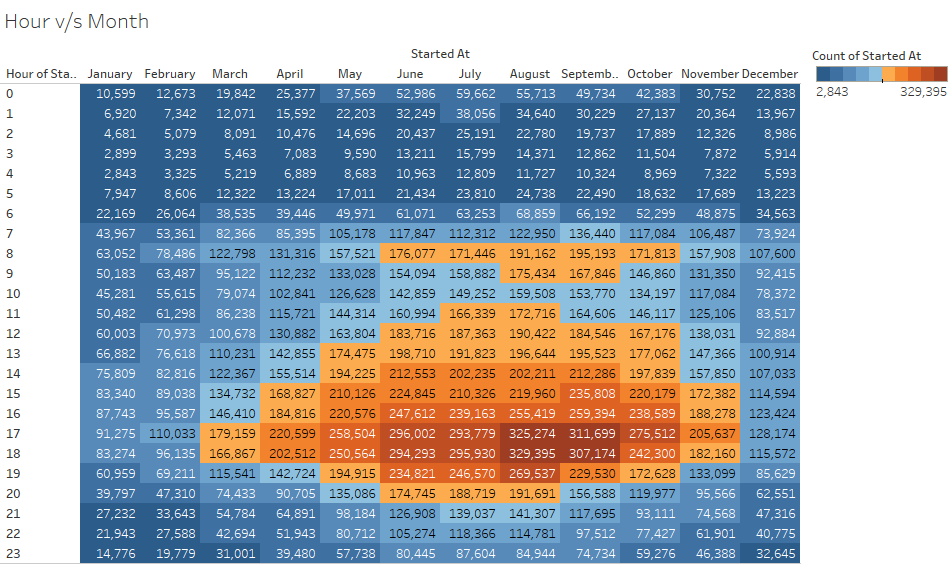 Hour v/s Month
Started At
Count of Started At
Hour of Sta.. January February March April May June July August Septemb.. October November December
2,843 329,395
0 10,599 12,673 19,842 25,377 37,569 52,986 59,662 55,713 49,734 42,383 30,752 22,838
1 6,920 7,342 12,071 15,592 22,203 32,249 38,056 34,640 30,229 27,137 20,364 13,967
2 4,681 5,079 8,091 10,476 14,696 20,437 25,191 22,780 19,737 17,889 12,326 8,986
3 2,899 3,293 5,463 7,083 9,590 13,211 15,799 14,371 12,862 11,504 7,872 5,914
4 2,843 3,325 5,219 6,889 8,683 10,963 12,809 11,727 10,324 8,969 7,322 5,593
5 7,947 8,606 12,322 13,224 17,011 21,434 23,810 24,738 22,490 18,632 17,689 13,223
6 22,169 26,064 38,535 39,446 49,971 61,071 63,253 68,859 66,192 52,299 48,875 34,563
7 43,967 53,361 82,366 85,395 105,178 117,847 112,312 122,950 136,440 117,084 106,487 73,924
8 63,052 78,486 122,798 131,316 157,521 176,077 171,446 191,162 195,193 171,813 157,908 107,600
9 50,183 63,487 95,122 112,232 133,028 154,094 158,882 175,434 167,846 146,860 131,350 92,415
10 45,281 55,615 79,074 102,841 126,628 142,859 149,252 159,508 153,770 134,197 117,084 78,372
11 50,482 61,298 86,238 115,721 144,314 160,994 166,339 172,716 164,606 146,117 125,106 83,517
12 60,003 70,973 100,678 130,882 163,804 183,716 187,363 190,422 184,546 167,176 138,031 92,884
13 66,882 76,618 110,231 142,855 174,475 198,710 191,823 196,644 195,523 177,062 147,366 100,914
14 75,809 82,816 122,367 155,514 194,225 212,553 202,235 202,211 212,286 197,839 157,850 107,033
15 83,340 89,038 134,732 168,827 210,126 224,845 210,326 219,960 235,808 220,179 172,382 114,594
16 87,743 95,587 146,410 184,816 220,576 247,612 239,163 255,419 259,394 238,589 188,278 123,424
17 91,275 110,033 179,159 220,599 258,504 296,002 293,779 325,274 311,699 275,512 205,637 128,174
18 83,274 96,135 166,867 202,512 250,564 294,293 295,930 329,395 307,174 242,300 182,160 115,572
19 60,959 69,211 115,541 142,724 194,915 234,821 246,570 269,537 229,530 172,628 133,099 85,629
20 39,797 47,310 74,433 90,705 135,086 174,745 188,719 191,691 156,588 119,977 95,566 62,551
21 27,232 33,643 54,784 64,891 98,184 126,908 139,037 141,307 117,695 93,111 74,568 47,316
22 21,943 27,588 42,694 51,943 80,712 105,274 118,366 114,781 97,512 77,427 61,901 40,775
23 14,776 19,779 31,001 39,480 57,738 80,445 87,604 84,944 74,734 59,276 46,388 32,645